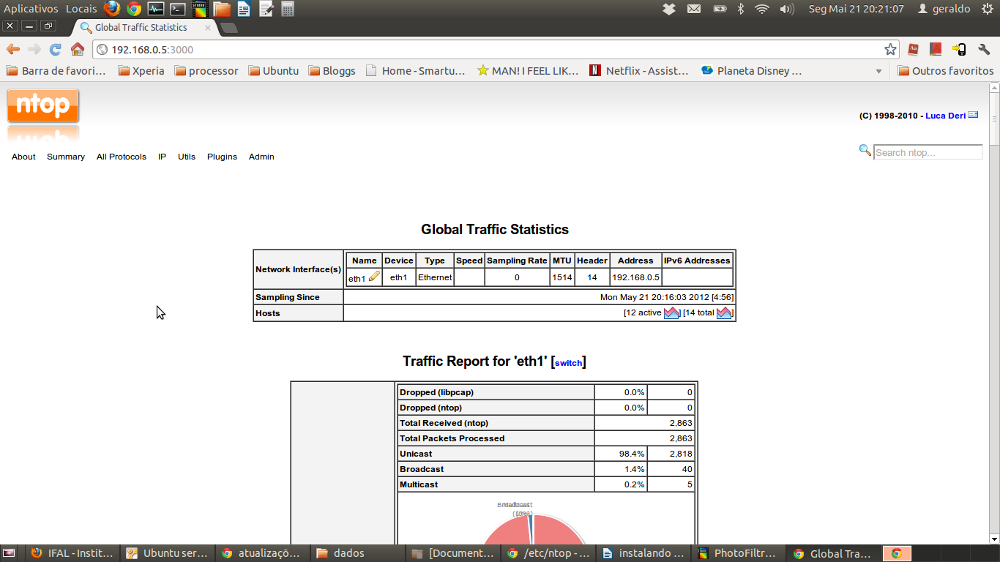 Aplicativos Locais Seg Mai 21 20:21:07 geraldo
Global Traffic Statistics
192.168.0.5:3000
Barra de favori... Xperia processor Ubuntu Bloggs Home - Smartu... MAN! I FEEL LIK... Netflix - Assist... Planeta Disney ... Outros favoritos
ntop
(C) 1998-2010 - Luca Deri
About Summary All Protocols IP Utils Plugins Admin
Search ntop...
Global Traffic Statistics
Network Interface(s)
Name Device Type Speed Sampling Rate MTU Header Address IPv6 Addresses
eth1 eth1 Ethernet 0 1514 14 192.168.0.5
Sampling Since Mon May 21 20:16:03 2012 [4:56]
Hosts [12 active ] [14 total ]
Traffic Report for 'eth1' [switch]
Dropped (libpcap) 0.0% 0
Dropped (ntop) 0.0% 0
Total Received (ntop) 2,863
Total Packets Processed 2,863
Unicast 98.4% 2,818
Broadcast 1.4% 40
Multicast 0.2% 5
IFAL - Instit... Ubuntu ser... atualizaçõ... dados [Document... /etc/ntop - ... instalando ... PhotoFiltr... Global Tra...